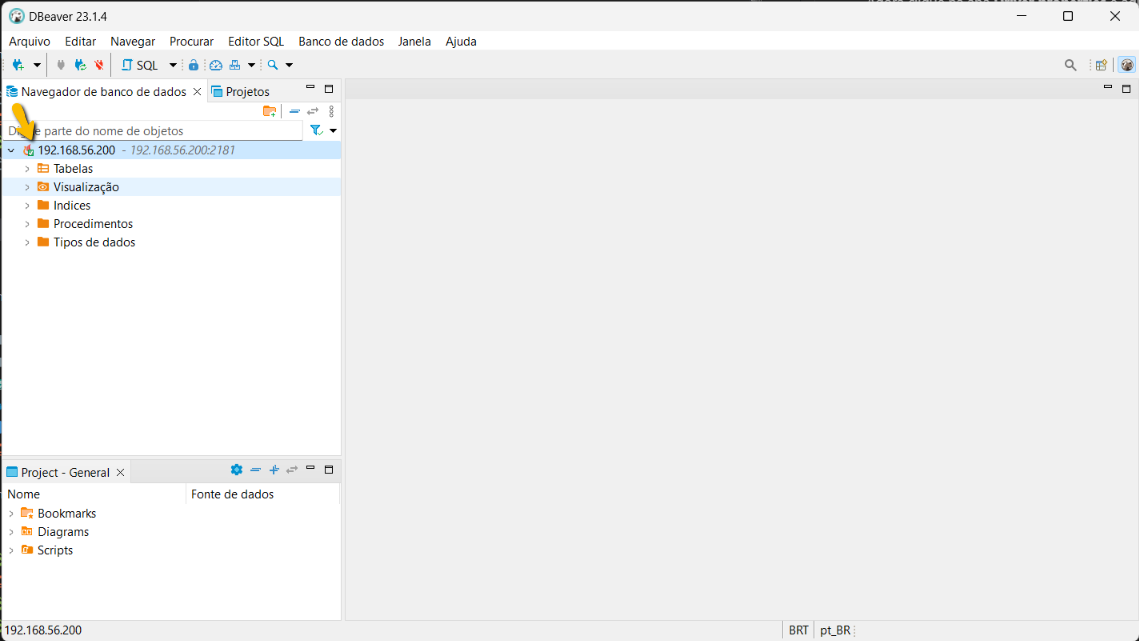 DBeaver 23.1.4
Arquivo Editar Navegar Procurar Editor SQL Banco de dados Janela Ajuda
SQL
Navegador de banco de dados Projetos
parte do nome de objetos
192.168.56.200 - 192.168.56.200:2181
Tabelas
Visualização
Indices
Procedimentos
Tipos de dados
Project - General
Nome Fonte de dados
Bookmarks
Diagrams
Scripts
192.168.56.200 BRT pt_BR